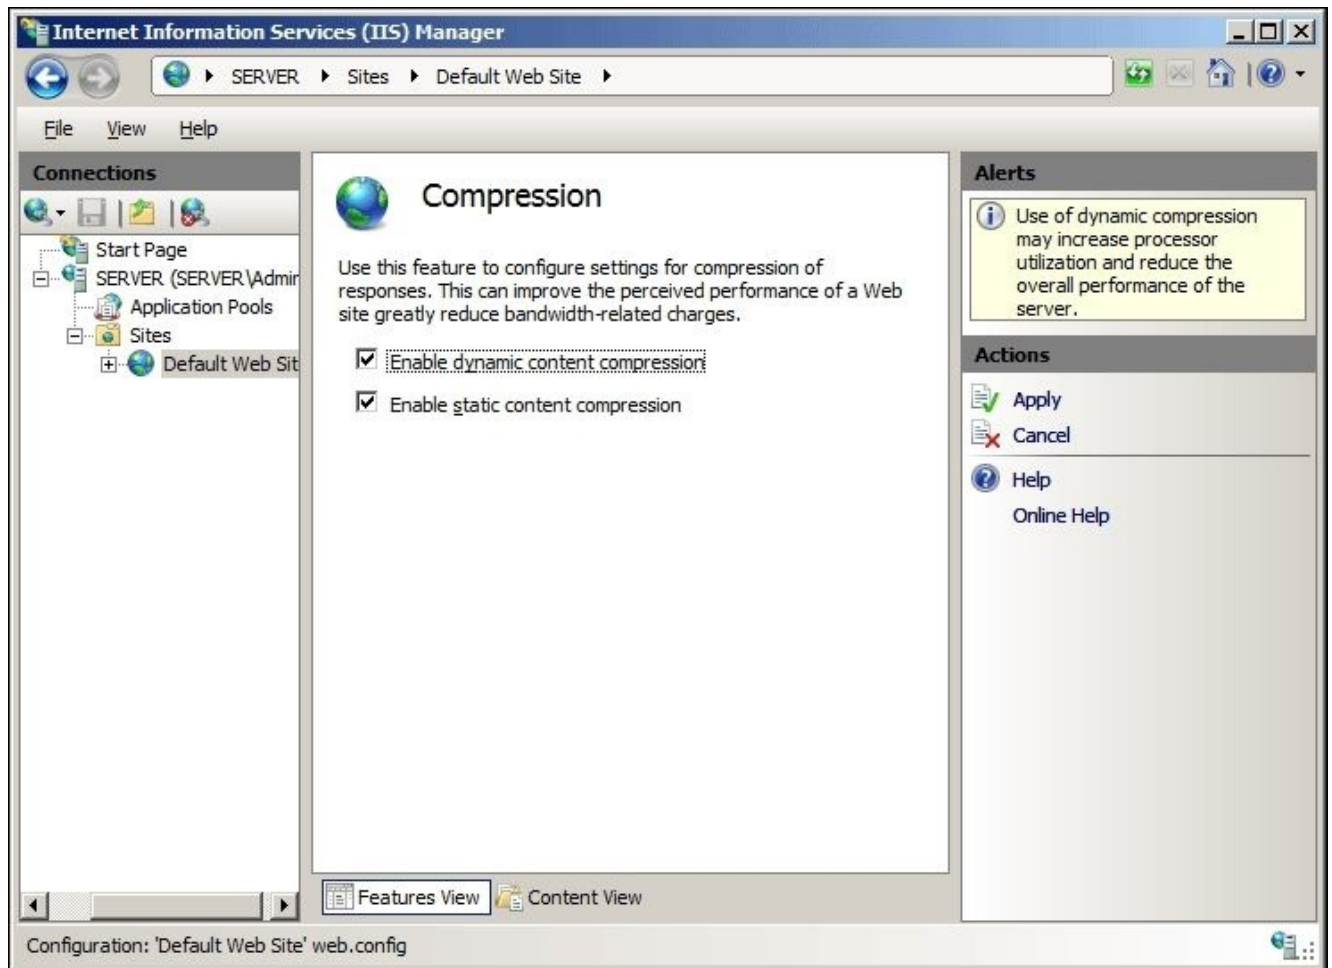 Internet Information Services (IIS) Manager
SERVER Sites Default Web Site
File View Help
Connections
Start Page
SERVER (SERVER\Admir
Application Pools
Sites
Default Web Sit
Compression
Use this feature to configure settings for compression of
responses. This can improve the perceived performance of a Web
site greatly reduce bandwidth-related charges.
Enable dynamic content compression
Enable static content compression
Features View Content View
Alerts
Use of dynamic compression
may increase processor
utilization and reduce the
overall performance of the
server.
Actions
Apply
Cancel
Help
Online Help
Configuration: 'Default Web Site' web.config